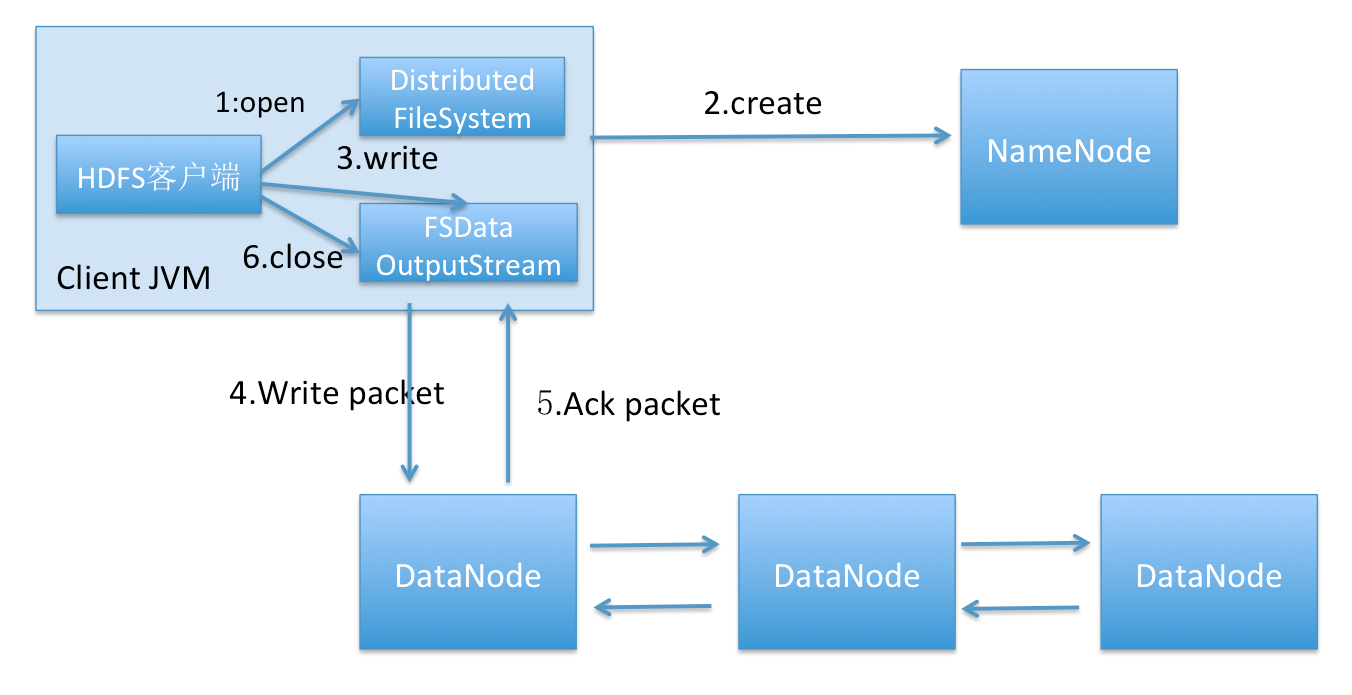 Distributed
FileSystem
1:open
2.create
NameNode
3.write
HDFS客户端
FSData
OutputStream
6.close
Client JVM
4.Write packet
5.Ack packet
DataNode
DataNode
DataNode